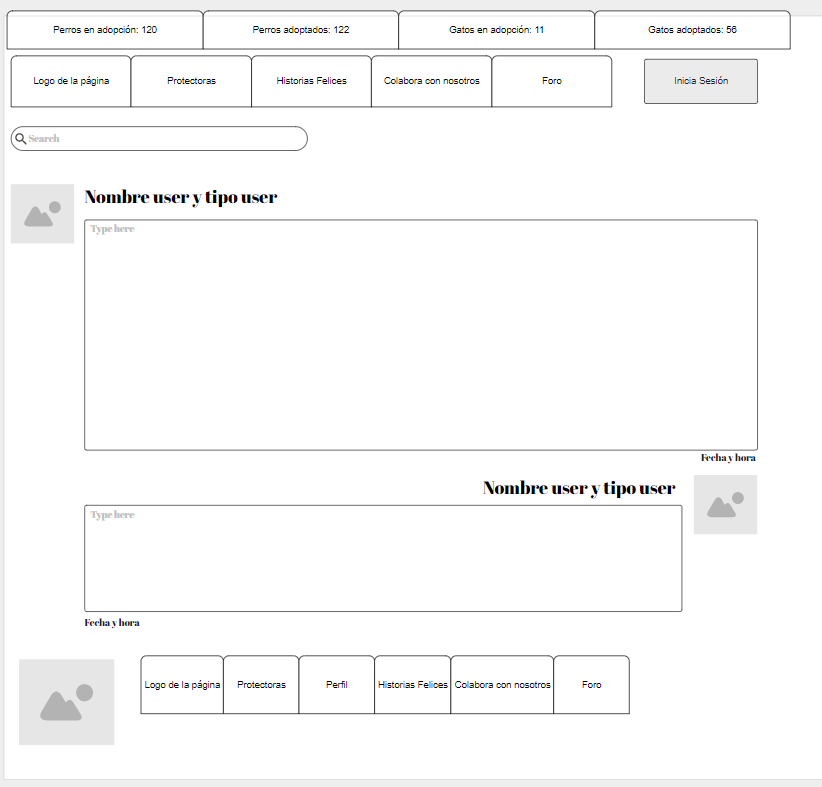 Perros en adopción: 120
Perros adoptados: 122
Gatos en adopción: 11
Gatos adoptados: 56
Logo de la página
Protectoras
Historias Felices
Colabora con nosotros
Foro
Inicia Sesión
Search
Nombre user y tipo user
Type here
Fecha y hora
Nombre user y tipo user
Type here
Fecha y hora
Logo de la página
Protectoras
Perfil
Historias Felices
Colabora con nosotros
Foro